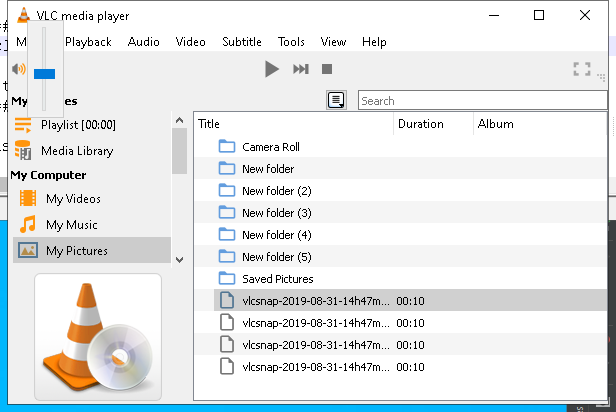 VLC media player
M Playback Audio Video Subtitle Tools View Help
My es
Playlist [00:00]
Media Library
My Computer
My Videos
My Music
My Pictures
Search
Title Duration Album
Camera Roll
New folder
New folder (2)
New folder (3)
New folder (4)
New folder (5)
Saved Pictures
vlcsnap-2019-08-31-14h47m... 00:10
vlcsnap-2019-08-31-14h47m... 00:10
vlcsnap-2019-08-31-14h47m... 00:10
vlcsnap-2019-08-31-14h47m... 00:10